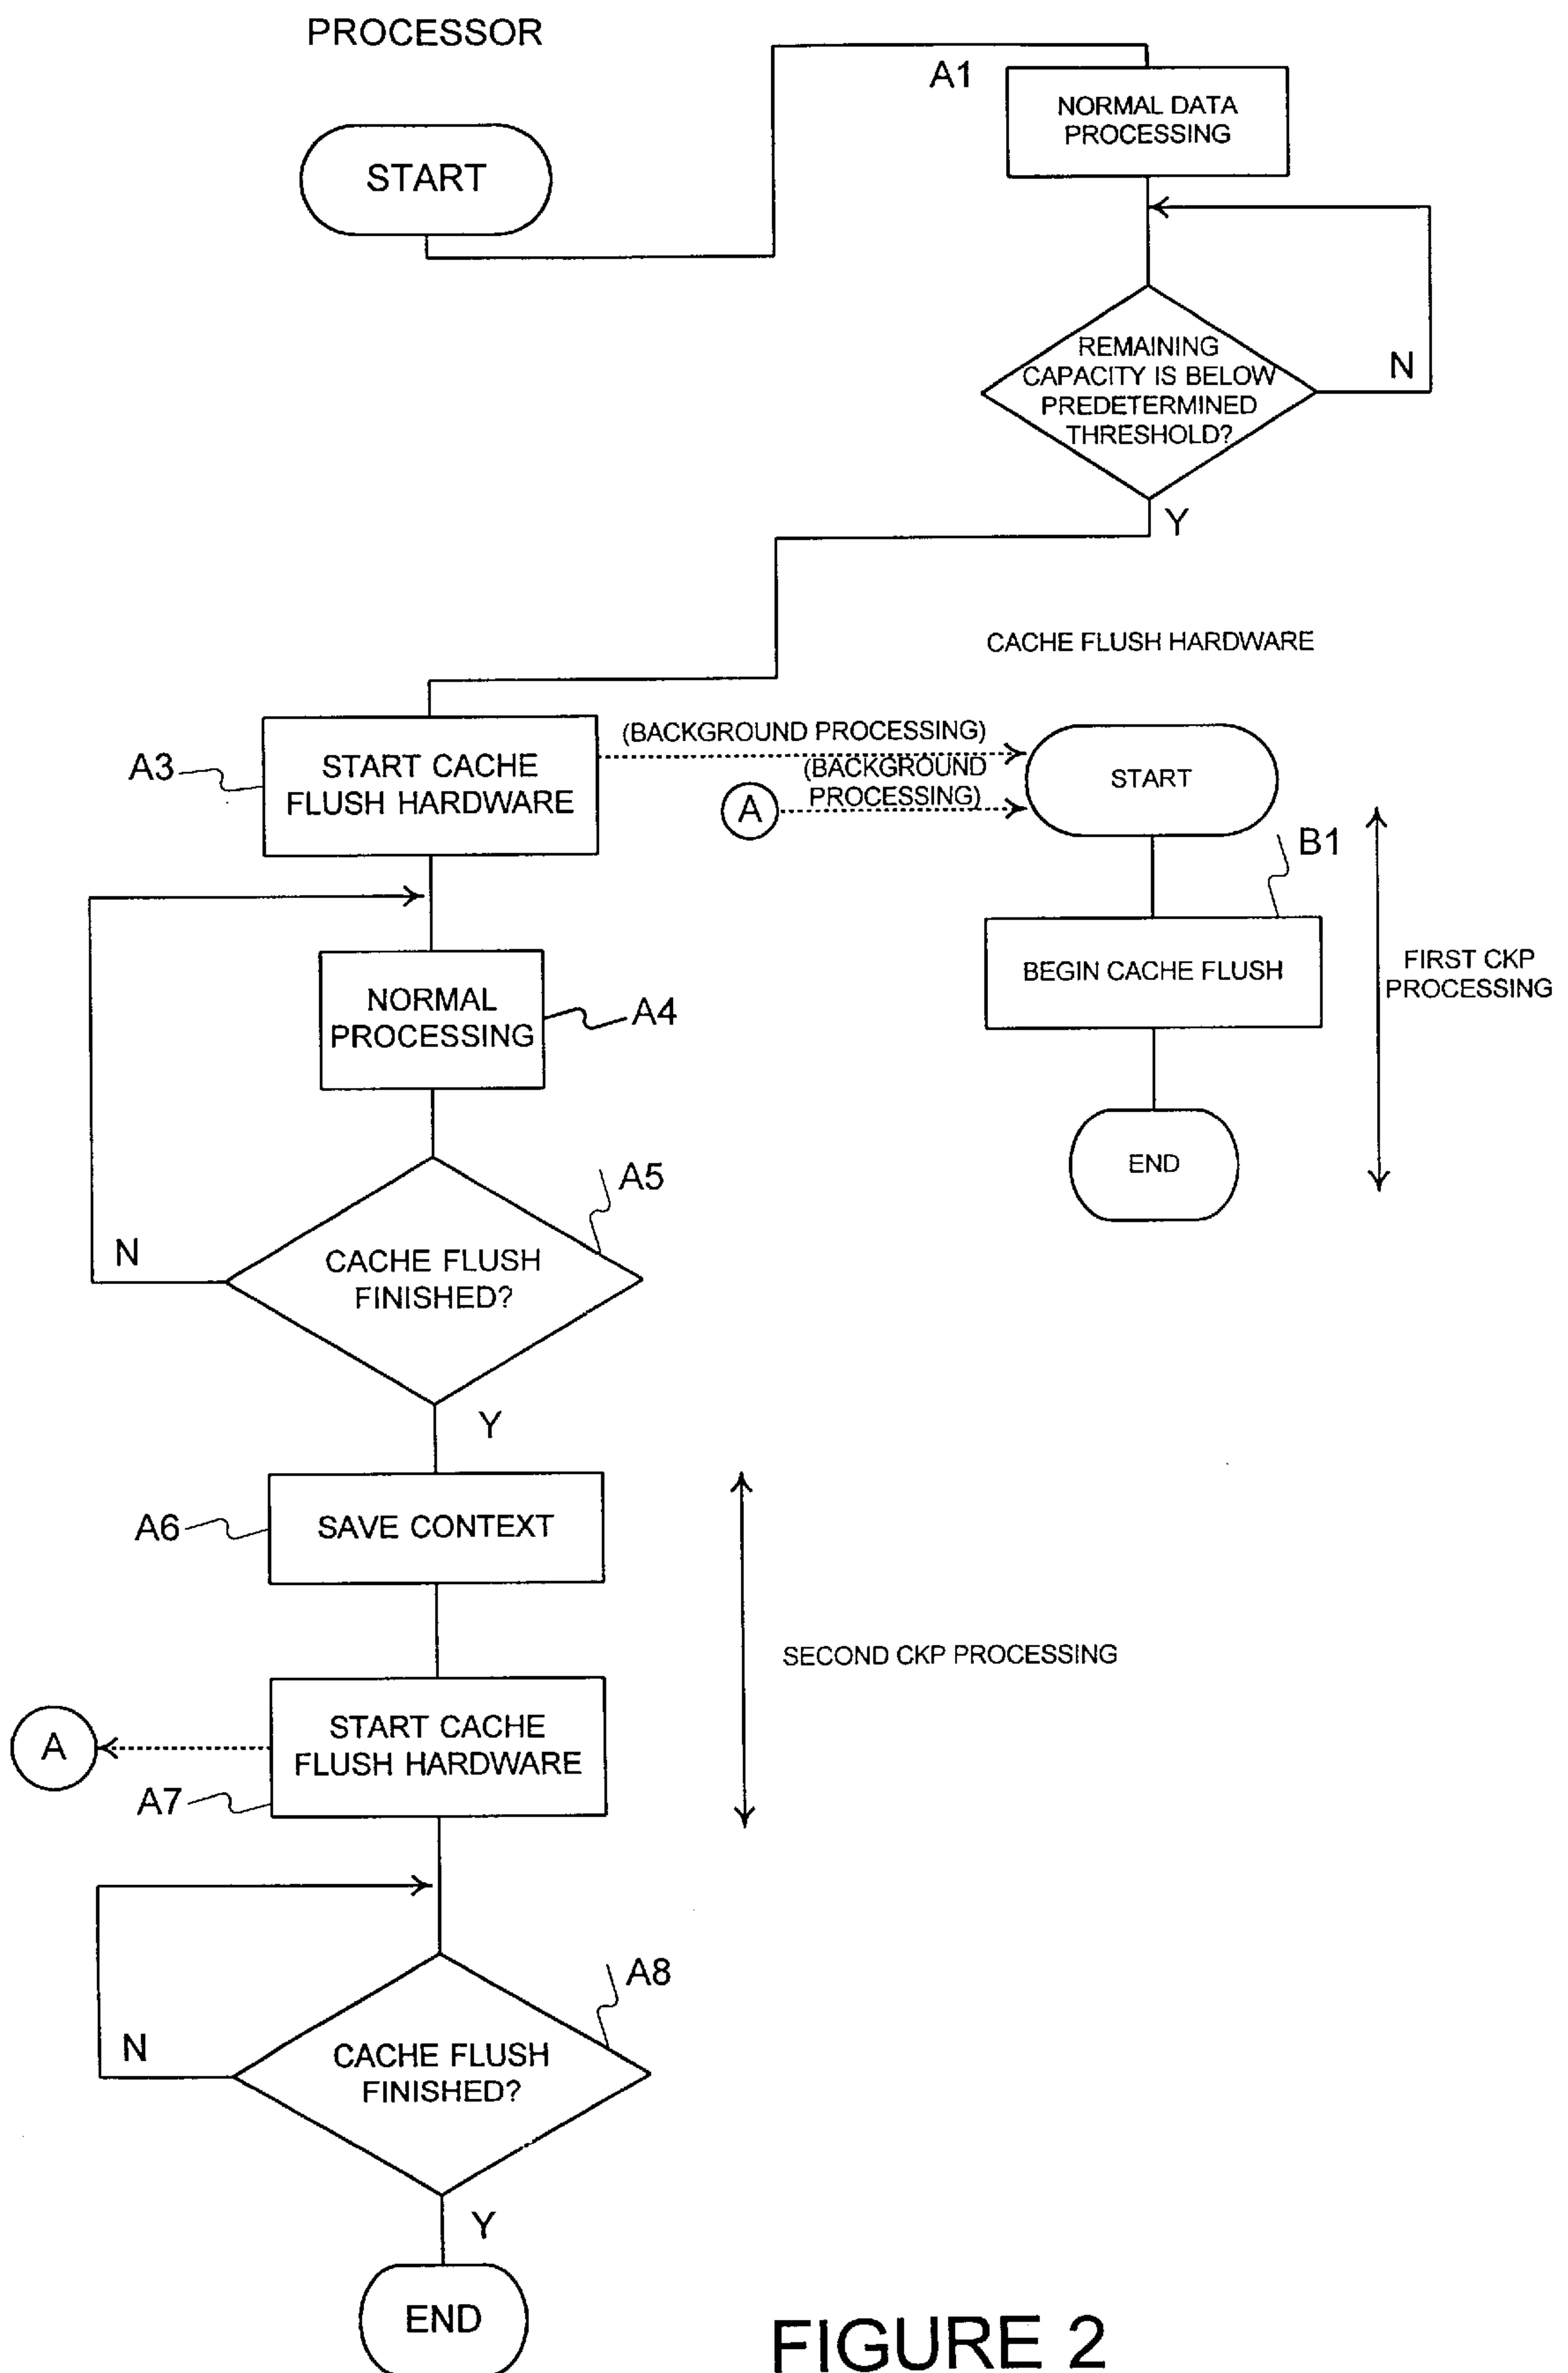 PROCESSOR
START
A1
NORMAL DATA
PROCESSING
REMAINING
CAPACITY IS BELOW
PREDETERMINED
THRESHOLD?
N
Y
CACHE FLUSH HARDWARE
A3
START CACHE
FLUSH HARDWARE
(BACKGROUND PROCESSING)
(BACKGROUND
PROCESSING)
A
START
B1
BEGIN CACHE FLUSH
FIRST CKP
PROCESSING
END
NORMAL
PROCESSING
A4
A5
CACHE FLUSH
FINISHED?
N
Y
A6
SAVE CONTEXT
SECOND CKP PROCESSING
START CACHE
FLUSH HARDWARE
A
A7
A8
CACHE FLUSH
FINISHED?
N
Y
END
FIGURE 2